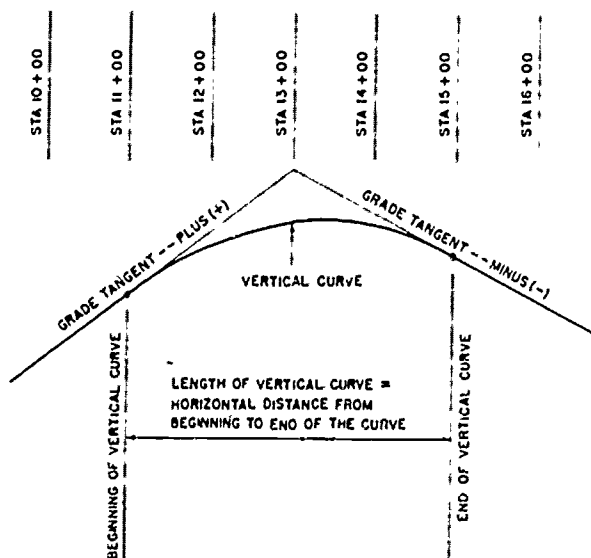 STA 10+00
STA 11+00
STA 12+00
STA 13+00
STA 14+00
STA 15+00
STA 16+00
GRADE TANGENT -- PLUS (+)
GRADE TANGENT -- MINUS (-)
VERTICAL CURVE
LENGTH OF VERTICAL CURVE =
HORIZONTAL DISTANCE FROM
BEGINNING TO END OF THE CURVE
BEGINNING OF VERTICAL CURVE
END OF VERTICAL CURVE